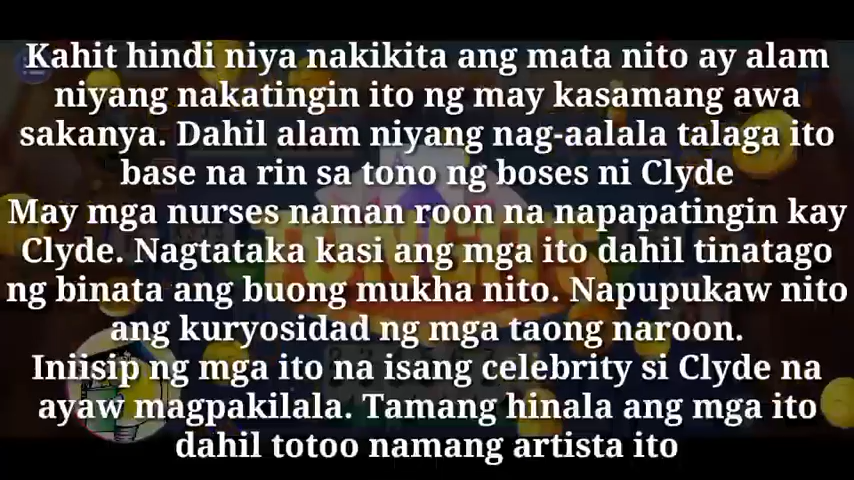 Kahit hindi niya nakikita ang mata nito ay alam
niyang nakatingin ito ng may kasamang awa
sakanya. Dahil alam niyang nag-aalala talaga ito
base na rin sa tono ng boses ni Clyde
May mga nurses naman roon na napapatingin kay
Clyde. Nagtataka kasi ang mga ito dahil tinatago
ng binata ang buong mukha nito. Napupukaw nito
ang kuryosidad ng mga taong naroon.
Iniisip ng mga ito na isang celebrity si Clyde na
ayaw magpakilala. Tamang hinala ang mga ito
dahil totoo namang artista ito